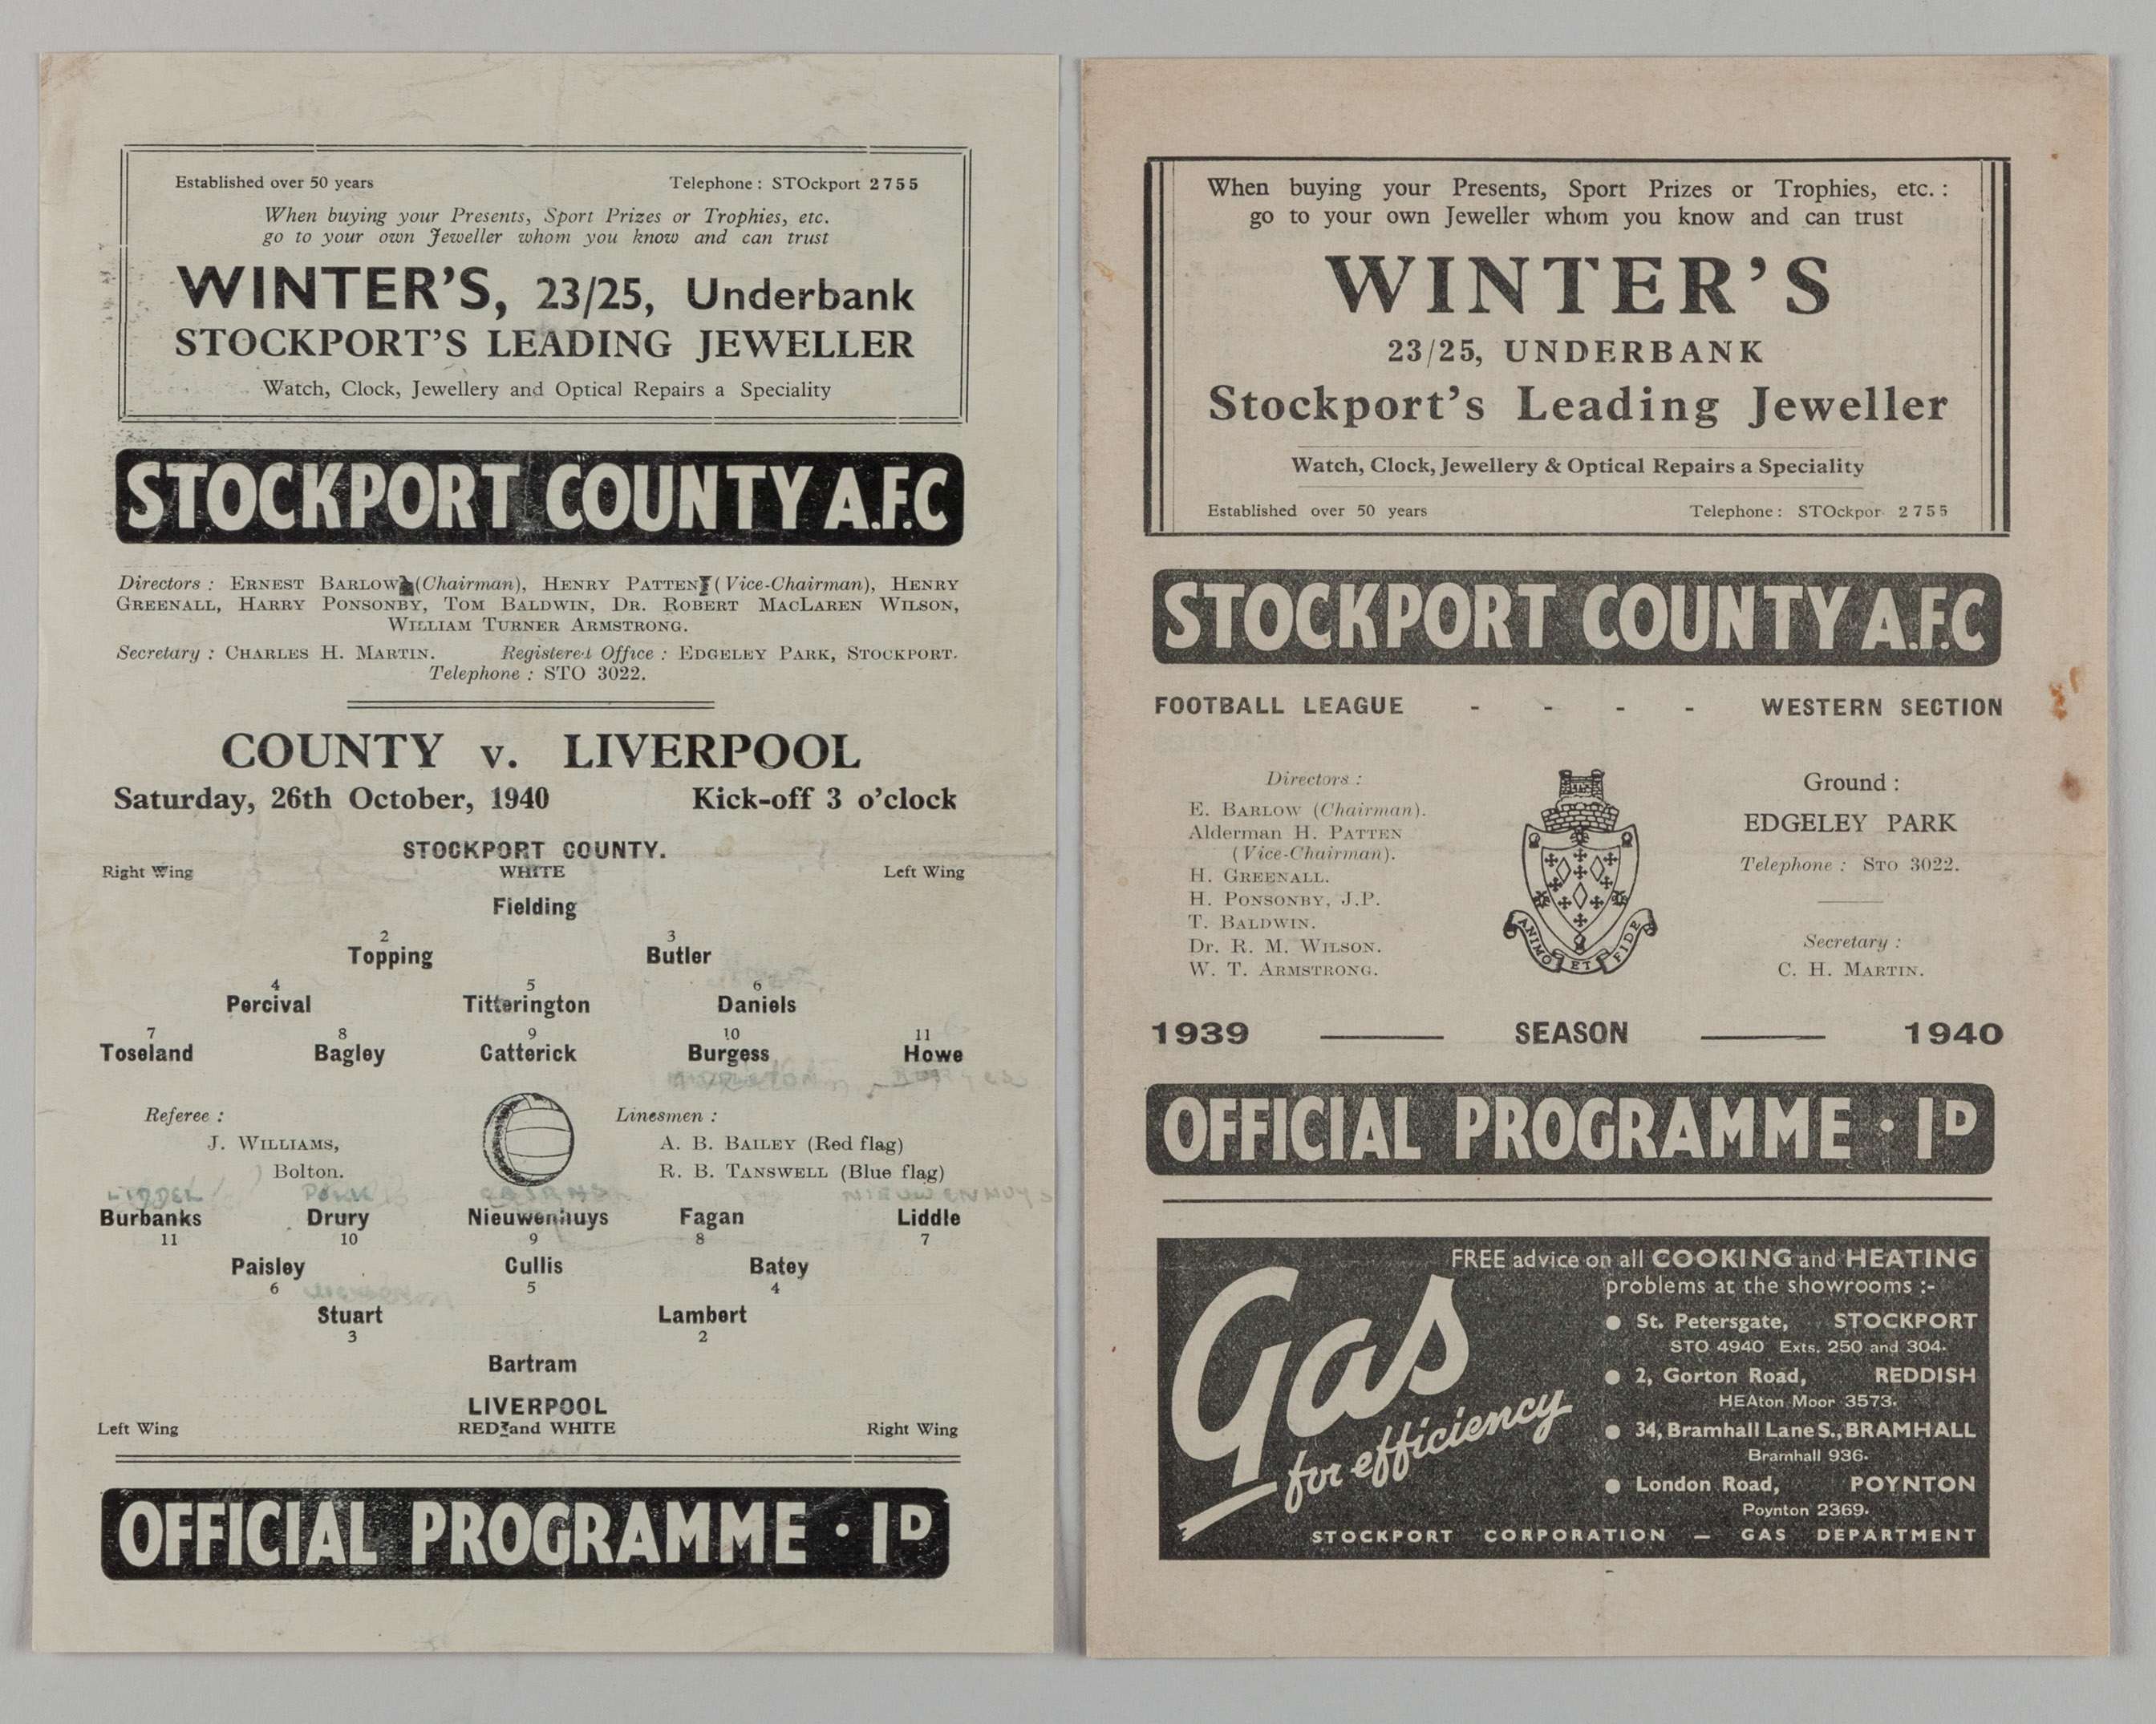 Established over 50 years Telephone : STOckport 2755
When buying your Presents, Sport Prizes or Trophies, etc.
go to your own Jeweller whom you know and can trust
WINTER'S, 23/25, Underbank
STOCKPORT'S LEADING JEWELLER
Watch, Clock, Jewellery and Optical Repairs a Speciality
STOCKPORT COUNTY A.F.C
Directors : ERNEST BARLOW (Chairman), HENRY PATTEN (Vice-Chairman), HENRY
GREENALL, HARRY PONSONBY, TOM BALDWIN, DR. ROBERT MACLAREN WILSON,
WILLIAM TURNER ARMSTRONG.
Secretary : CHARLES H. MARTIN. Registered Office : EDGELEY PARK, STOCKPORT.
Telephone : STO 3022.
COUNTY v. LIVERPOOL
Saturday, 26th October, 1940 Kick-off 3 o'clock
STOCKPORT COUNTY.
Right Wing WHITE Left Wing
Fielding
2 3
Topping Butler
4 5 6
Percival Titterington Daniels
7 8 9 10 11
Toseland Bagley Catterick Burgess Howe
Referee : Linesmen :
J. WILLIAMS, A. B. BAILEY (Red flag)
Bolton. R. B. TANSWELL (Blue flag)
LIDDEL NIEUWENHUYS
Burbanks Drury Nieuwenhuys Fagan Liddle
11 10 9 8 7
Paisley Cullis Batey
6 5 4
Stuart Lambert
3 2
Bartram
LIVERPOOL
Left Wing RED and WHITE Right Wing
OFFICIAL PROGRAMME · 1D
When buying your Presents, Sport Prizes or Trophies, etc. :
go to your own Jeweller whom you know and can trust
WINTER'S
23/25, UNDERBANK
Stockport's Leading Jeweller
Watch, Clock, Jewellery & Optical Repairs a Speciality
Established over 50 years Telephone : STOckpor 2755
STOCKPORT COUNTY A.F.C
FOOTBALL LEAGUE - - - - WESTERN SECTION
Directors :
E. BARLOW (Chairman).
Alderman H. PATTEN
(Vice-Chairman).
H. GREENALL.
H. PONSONBY, J.P.
T. BALDWIN.
Dr. R. M. WILSON.
W. T. ARMSTRONG.
ANIMO ET FIDE
Ground :
EDGELEY PARK
Telephone : STO 3022.
Secretary :
C. H. MARTIN.
1939 SEASON 1940
OFFICIAL PROGRAMME · 1D
FREE advice on all COOKING and HEATING
problems at the showrooms :-
Gas
for efficiency
● St. Petersgate, STOCKPORT
STO 4940 Exts. 250 and 304.
● 2, Gorton Road, REDDISH
HEAton Moor 3573.
● 34, Bramhall Lane S., BRAMHALL
Bramhall 936.
● London Road, POYNTON
Poynton 2369.
STOCKPORT CORPORATION — GAS DEPARTMENT